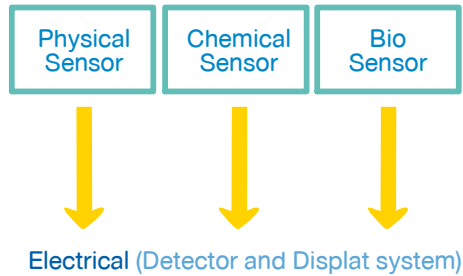 Physical
Sensor
Chemical
Sensor
Bio
Sensor
Electrical (Detector and Displat system)